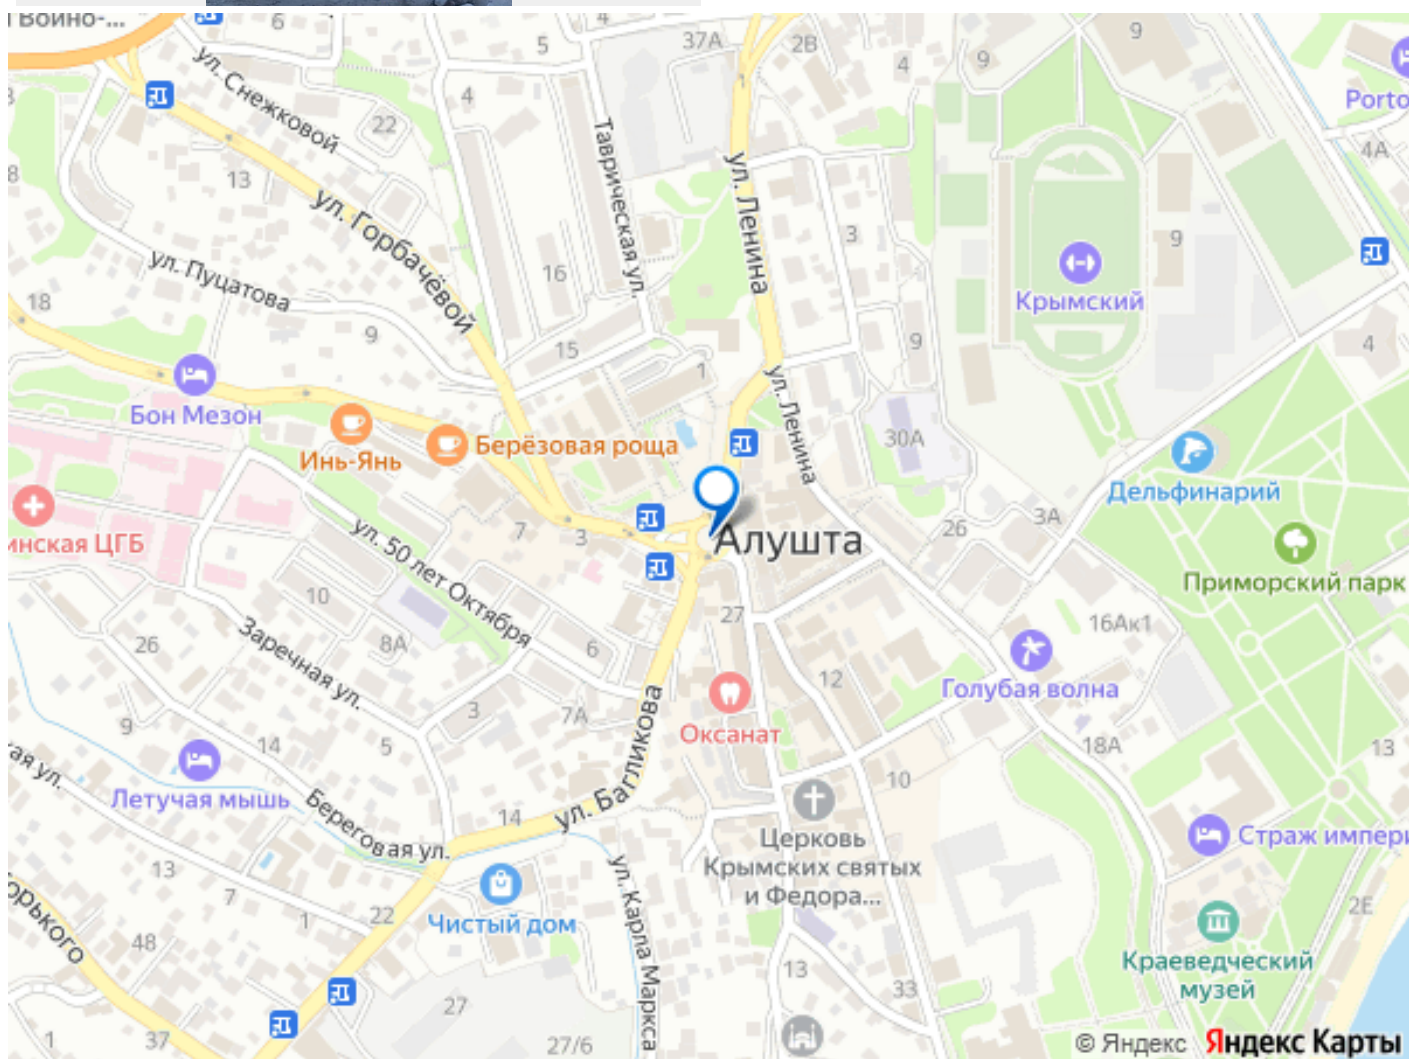 6
5
37А
2В
4
9
9
ул. Снежковой
4
22
Таврическая ул.
ул. Ленина
Porto
4А
8
13
ул. Горбачёвой
3
9
ул. Пуцатова
16
Крымский
18
9
15
9
4
1
ул. Ленина
Бон Мезон
Инь-Янь
Берёзовая роща
30А
Дельфинарий
7
3
Алушта
26
3А
инская ЦГБ
ул. 50 лет Октября
Приморский парк
10
27
16Ак1
26
8А
Заречная ул.
6
12
Голубая волна
9
3
7А
ул. Багликова
Оксанат
18А
13
14
5
ая ул.
10
Летучая мышь
Береговая ул.
14
Церковь
Крымских святых
и Федора...
Страж импери
13
7
1
22
Чистый дом
ул. Карла Маркса
орького
48
2Е
Краеведческий
музей
13
33
27
1
37
27/6
© Яндекс Яндекс Карты